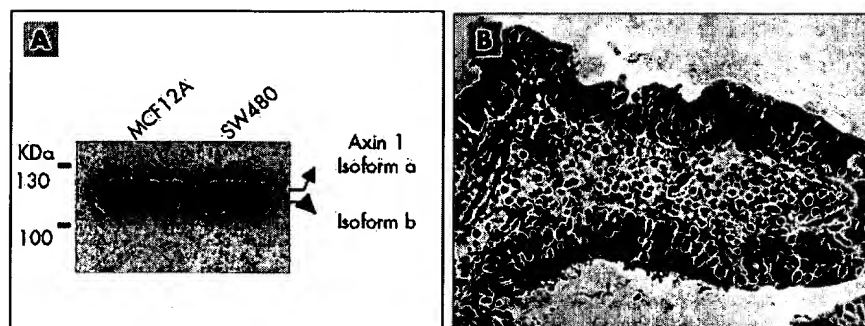 A
B
MCF12A
SW480
KDa
130
100
Axin 1
Isoform a
Isoform b